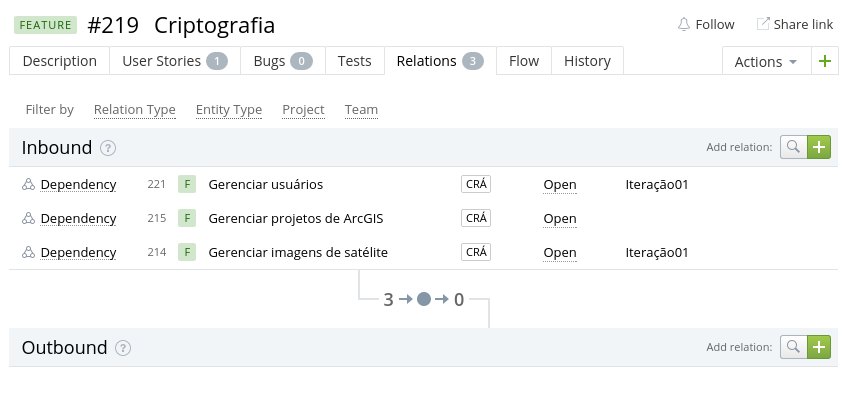 FEATURE #219 Criptografia Follow Share link
Description User Stories 1 Bugs 0 Tests Relations 3 Flow History Actions
Filter by Relation Type Entity Type Project Team
Inbound ? Add relation:
Dependency 221 F Gerenciar usuários CRÁ Open Iteração01
Dependency 215 F Gerenciar projetos de ArcGIS CRÁ Open
Dependency 214 F Gerenciar imagens de satélite CRÁ Open Iteração01
3 0
Outbound ? Add relation: